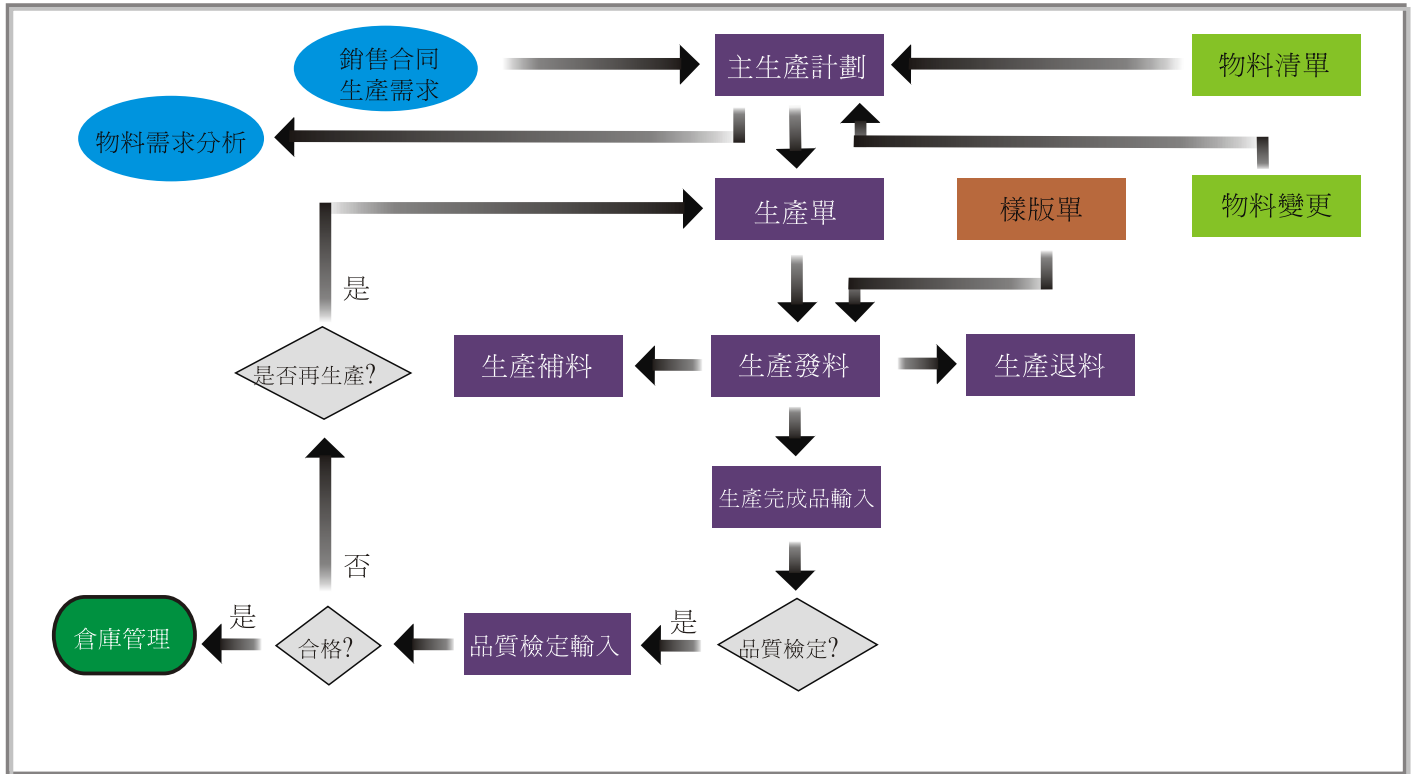 銷售合同
生產需求
主生產計劃
物料清單
物料需求分析
生產單
樣版單
物料變更
是
生產補料
生產發料
生產退料
是否再生產?
生產完成品輸入
否
倉庫管理
是
合格?
品質檢定輸入
是
品質檢定?